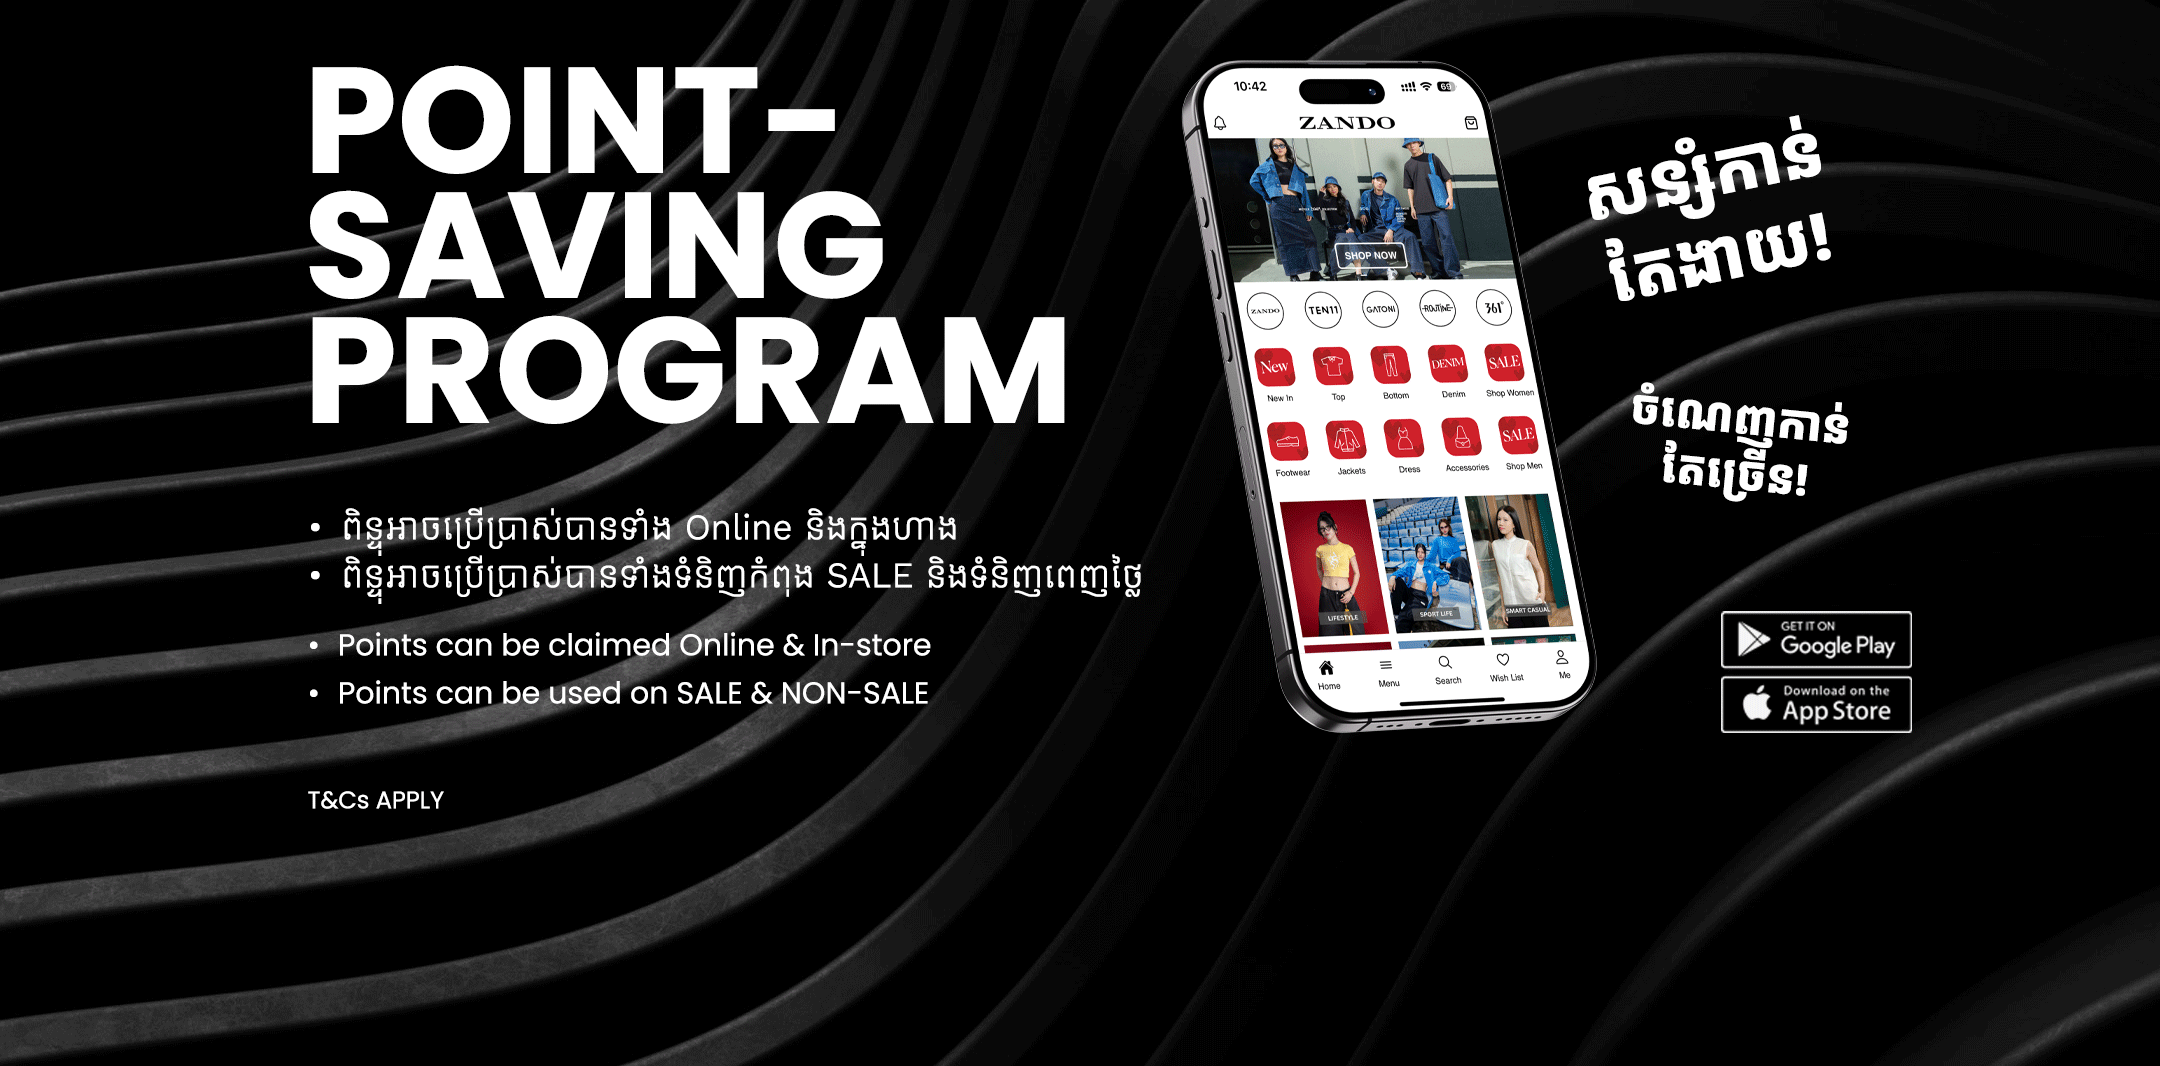 POINT-
SAVING
PROGRAM
• ពិន្ទុអាចប្រើប្រាស់បានទាំង Online និងក្នុងហាង
• ពិន្ទុអាចប្រើប្រាស់បានទាំងទំនិញកំពុង SALE និងទំនិញពេញថ្លៃ
• Points can be claimed Online & In-store
• Points can be used on SALE & NON-SALE
T&Cs APPLY
10:42
69
ZANDO
SHOP NOW
ZANDO TEN11 GATONI ROUTINE 361°
New DENIM SALE
New In Top Bottom Denim Shop Women
SALE
Footwear Jackets Dress Accessories Shop Men
LIFESTYLE SPORT LIFE SMART CASUAL
Home Menu Search Wish List Me
សន្សំកាន់
តែងាយ!
ចំណេញកាន់
តែច្រើន!
GET IT ON
Google Play
Download on the
App Store